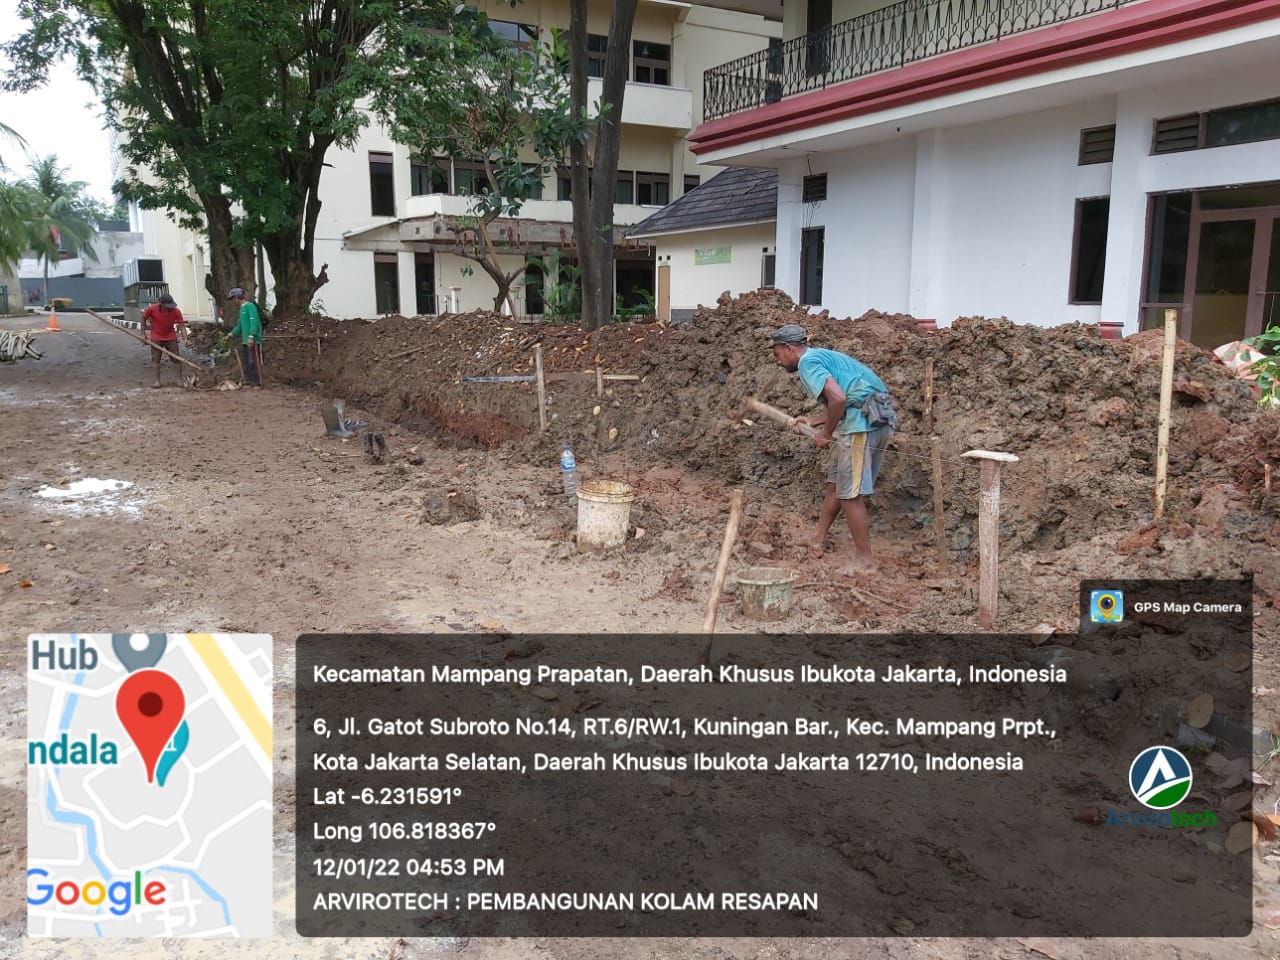 GPS Map Camera
Hub
ndala
Google
Kecamatan Mampang Prapatan, Daerah Khusus Ibukota Jakarta, Indonesia
6, Jl. Gatot Subroto No.14, RT.6/RW.1, Kuningan Bar., Kec. Mampang Prpt.,
Kota Jakarta Selatan, Daerah Khusus Ibukota Jakarta 12710, Indonesia
Lat -6.231591°
Long 106.818367°
12/01/22 04:53 PM
ARVIROTECH : PEMBANGUNAN KOLAM RESAPAN
Arvirotech